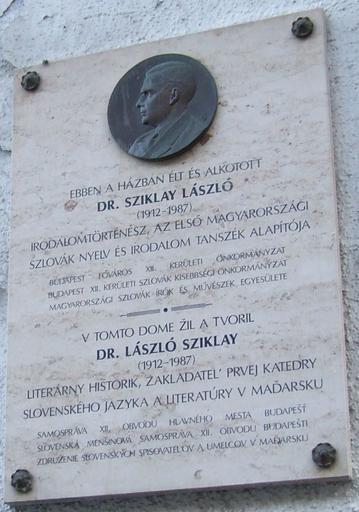 EBBEN A HÁZBAN ÉLT ÉS ALKOTOTT
DR. SZIKLAY LÁSZLÓ
(1912-1987)
IRODALOMTÖRTÉNÉSZ, AZ ELSŐ MAGYARORSZÁGI
SZLOVÁK NYELV ÉS IRODALOM TANSZÉK ALAPÍTÓJA
BUDAPEST FŐVÁROS XII. KERÜLETI ÖNKORMÁNYZAT
BUDAPEST XII. KERÜLETI SZLOVÁK KISEBBSÉGI ÖNKORMÁNYZAT
MAGYARORSZÁGI SZLOVÁK ÍRÓK ÉS MŰVÉSZEK EGYESÜLETE
V TOMTO DOME ŽIL A TVORIL
DR. LÁSZLÓ SZIKLAY
(1912-1987)
LITERÁRNY HISTORIK, ZAKLADATEĽ PRVEJ KATEDRY
SLOVENSKÉHO JAZYKA A LITERATÚRY V MAĎARSKU
SAMOSPRÁVA XII. OBVODU HLAVNÉHO MESTA BUDAPEŠŤ
SLOVENSKÁ MENŠINOVÁ SAMOSPRÁVA XII. OBVODU BUDAPEŠTI
ZDRUŽENIE SLOVENSKÝCH SPISOVATEĽOV A UMELCOV V MAĎARSKU